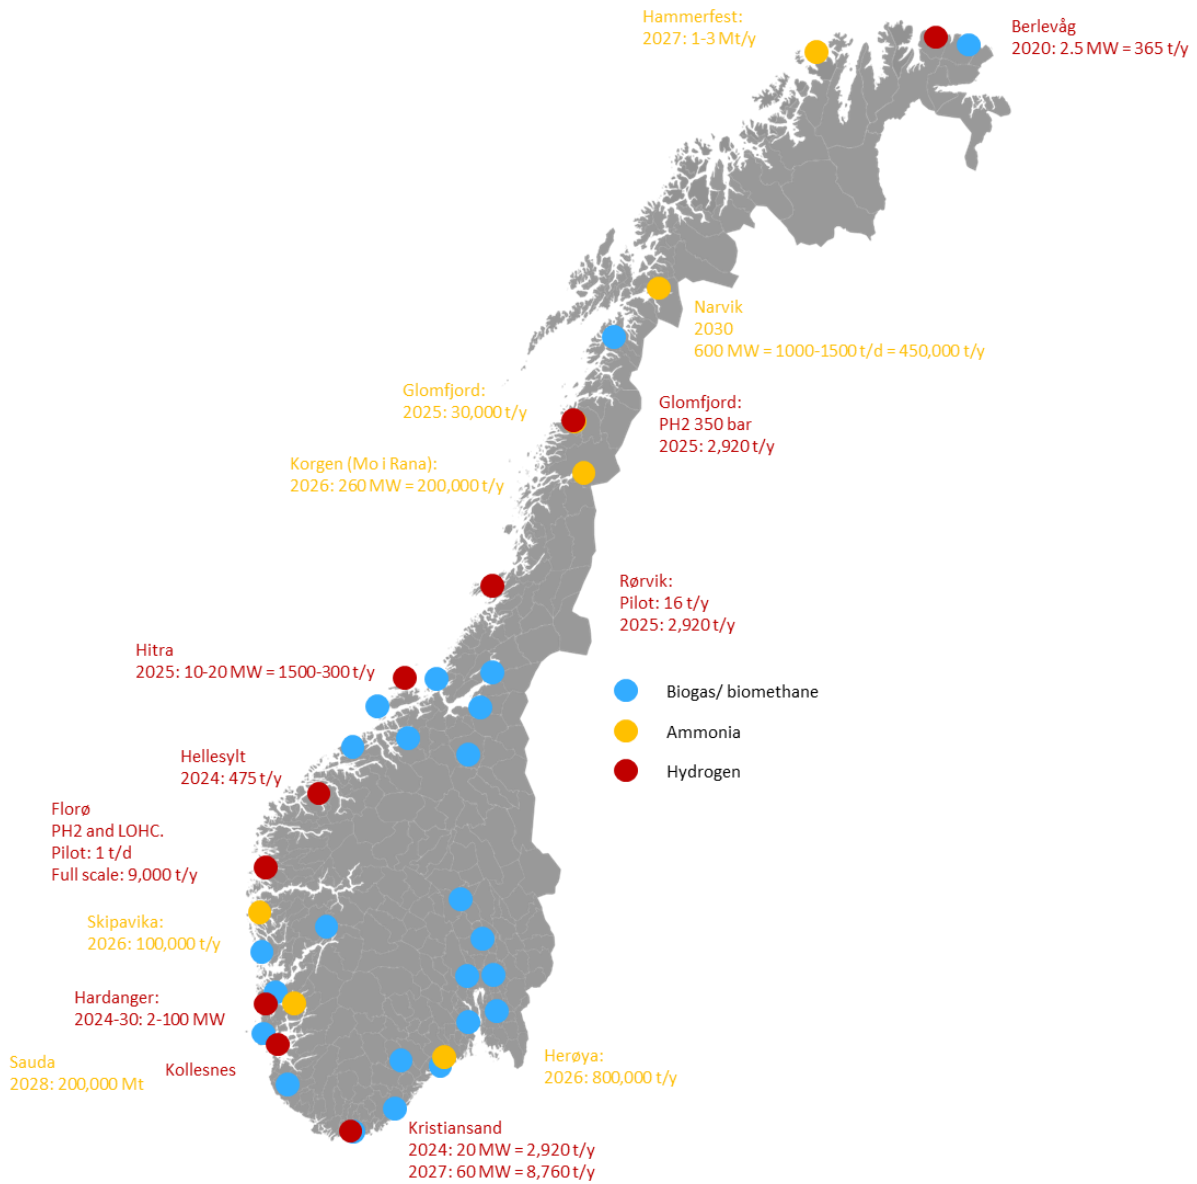 Hammerfest:
2027: 1-3 Mt/y
Berlevåg
2020: 2.5 MW = 365 t/y
Narvik
2030
600 MW = 1000-1500 t/d = 450,000 t/y
Glomfjord:
2025: 30,000 t/y
Glomfjord:
PH2 350 bar
2025: 2,920 t/y
Korgen (Mo i Rana):
2026: 260 MW = 200,000 t/y
Rørvik:
Pilot: 16 t/y
2025: 2,920 t/y
Hitra
2025: 10-20 MW = 1500-300 t/y
Biogas/ biomethane
Ammonia
Hydrogen
Hellesylt
2024: 475 t/y
Florø
PH2 and LOHC.
Pilot: 1 t/d
Full scale: 9,000 t/y
Skipavika:
2026: 100,000 t/y
Hardanger:
2024-30: 2-100 MW
Sauda
2028: 200,000 Mt
Kollesnes
Herøya:
2026: 800,000 t/y
Kristiansand
2024: 20 MW = 2,920 t/y
2027: 60 MW = 8,760 t/y